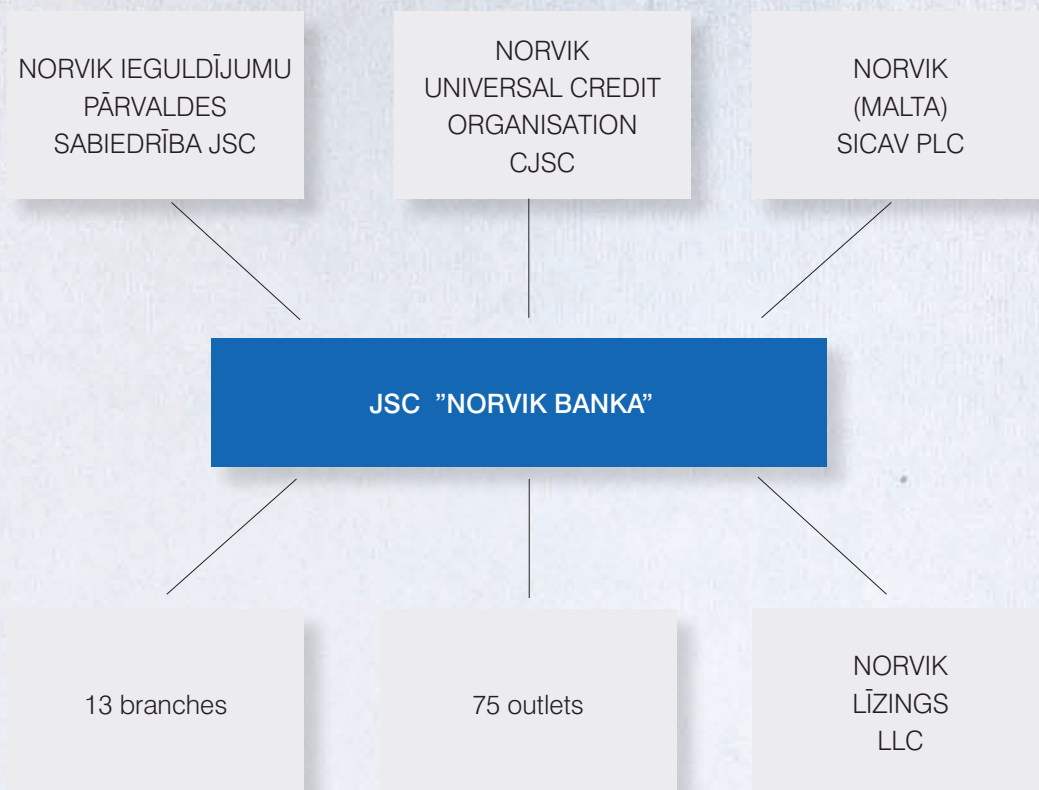 NORVIK IEGULDĪJUMU
PĀRVALDES
SABIEDRĪBA JSC
NORVIK
UNIVERSAL CREDIT
ORGANISATION
CJSC
NORVIK
(MALTA)
SICAV PLC
JSC ”NORVIK BANKA”
13 branches
75 outlets
NORVIK
LĪZINGS
LLC